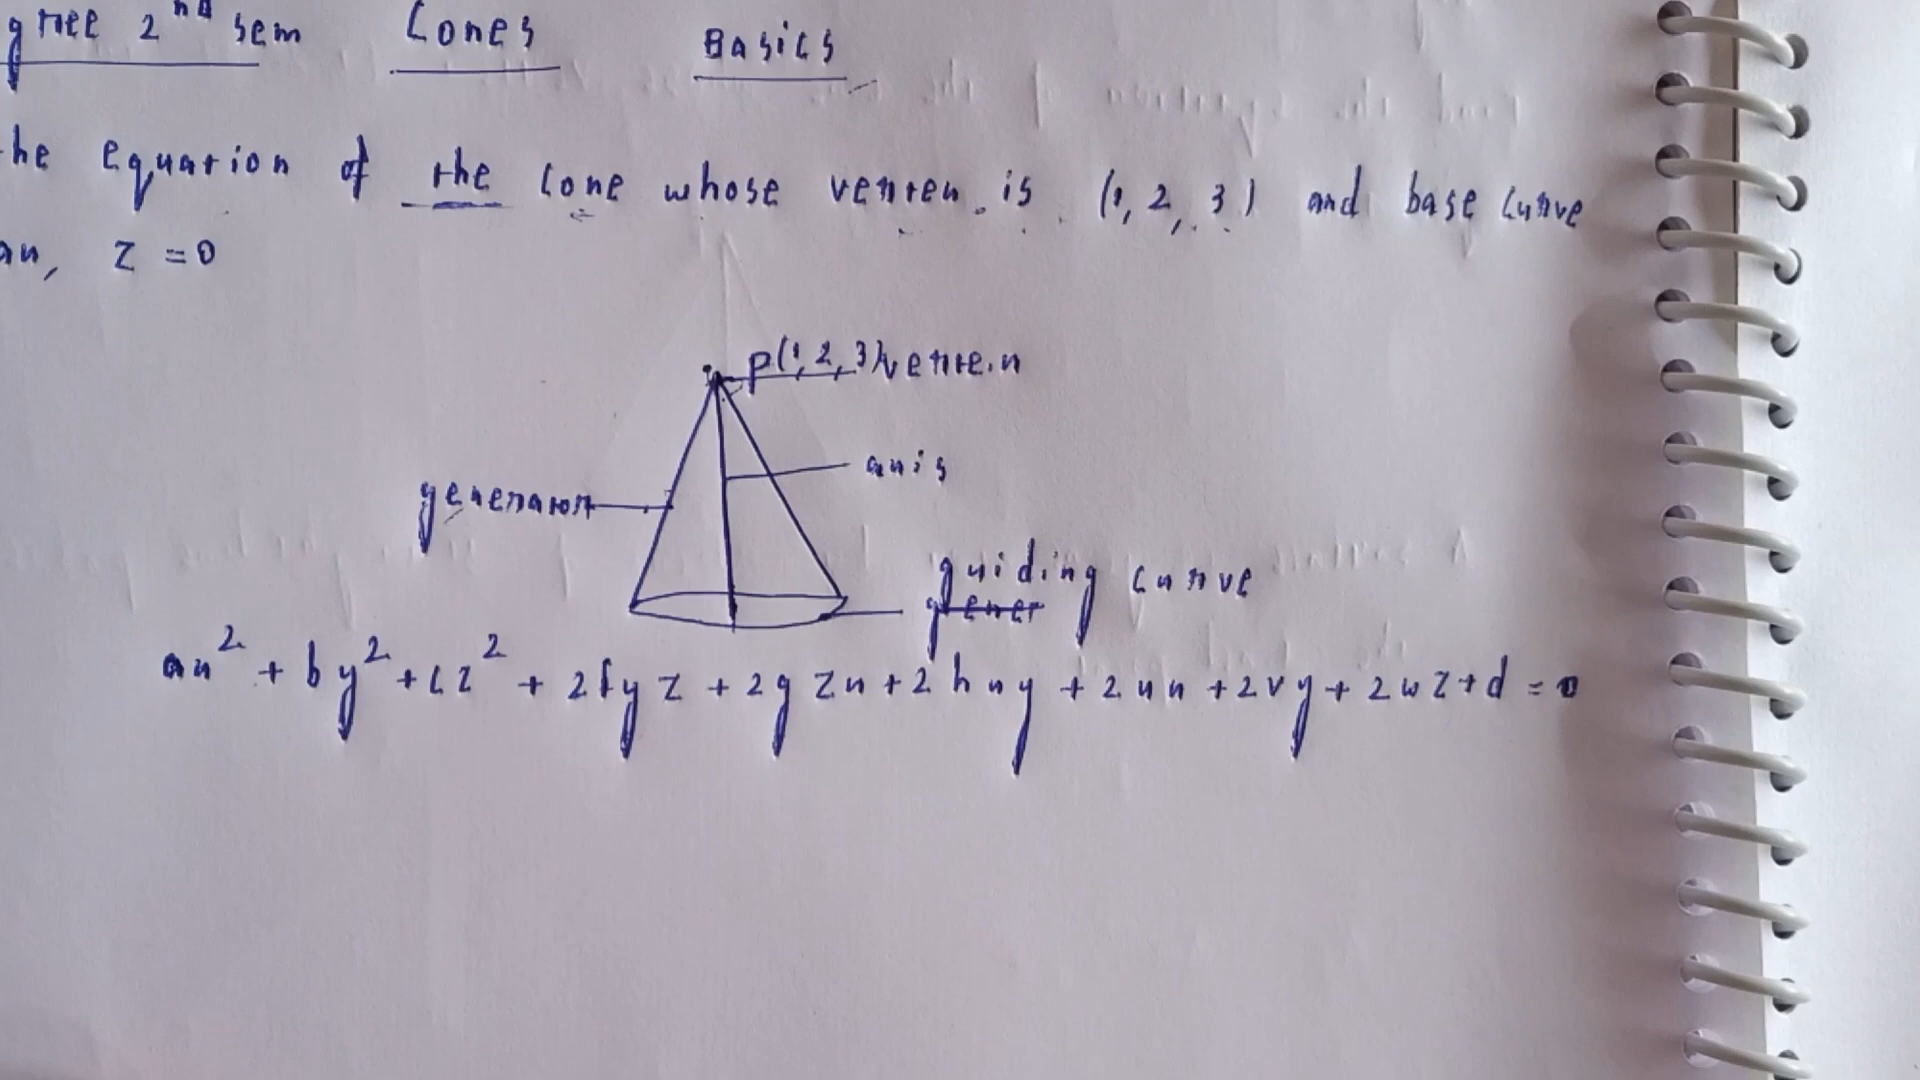 gree 2nd sem Cones Basics
he equation of the cone whose vertex is (1, 2, 3) and base curve
ax, z = 0
P(1, 2, 3) vertex
axis
generator
guiding curve
gener
ax² + by² + cz² + 2fyz + 2gzx + 2hxy + 2ux + 2vy + 2wz + d = 0